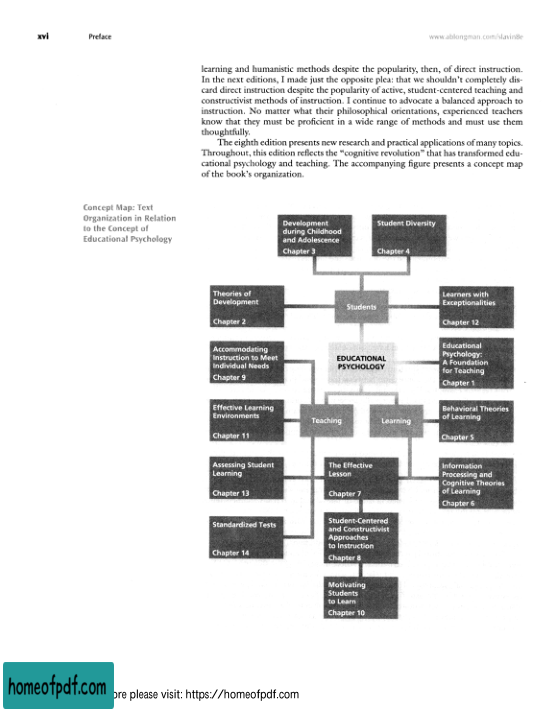 xvi
Preface
www.ablongman.com/slavin8e
learning and humanistic methods despite the popularity, then, of direct instruction.
In the next editions, I made just the opposite plea: that we shouldn't completely dis-
card direct instruction despite the popularity of active, student-centered teaching and
constructivist methods of instruction. I continue to advocate a balanced approach to
instruction. No matter what their philosophical orientations, experienced teachers
know that they must be proficient in a wide range of methods and must use them
thoughtfully.
The eighth edition presents new research and practical applications of many topics.
Throughout, this edition reflects the "cognitive revolution" that has transformed edu-
cational psychology and teaching. The accompanying figure presents a concept map
of the book's organization.
Concept Map: Text
Organization in Relation
to the Concept of
Educational Psychology
Development
during Childhood
and Adolescence
Chapter 3
Student Diversity
Chapter 4
Theories of
Development
Chapter 2
Students
Learners with
Exceptionalities
Chapter 12
Accommodating
Instruction to Meet
Individual Needs
Chapter 9
EDUCATIONAL
PSYCHOLOGY
Educational
Psychology:
A Foundation
for Teaching
Chapter 1
Effective Learning
Environments
Chapter 11
Teaching
Learning
Behavioral Theories
of Learning
Chapter 5
Assessing Student
Learning
Chapter 13
The Effective
Lesson
Chapter 7
Information
Processing and
Cognitive Theories
of Learning
Chapter 6
Standardized Tests
Chapter 14
Student-Centered
and Constructivist
Approaches
to Instruction
Chapter 8
Motivating
Students
to Learn
Chapter 10
homeofpdf.com
ore please visit: https://homeofpdf.com